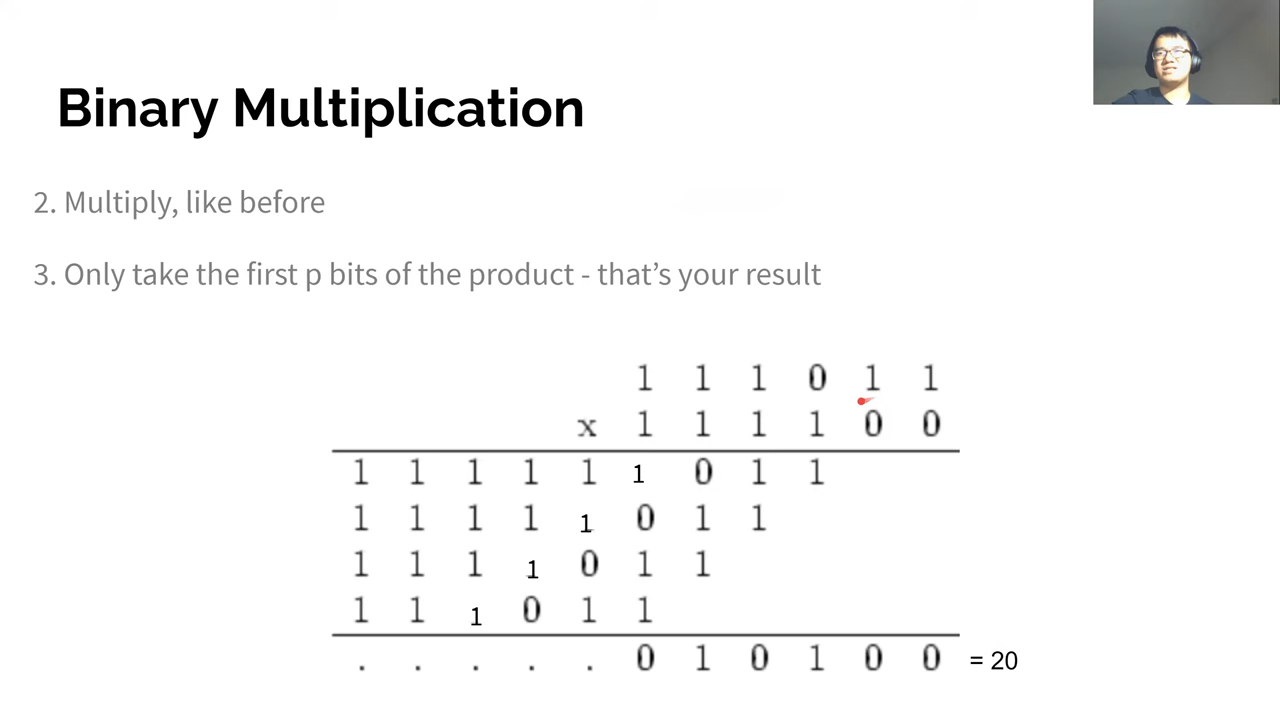 Binary Multiplication
2. Multiply, like before
3. Only take the first p bits of the product - that's your result
1 1 1 0 1 1
x 1 1 1 1 0 0
1 1 1 1 1 1 0 1 1
1 1 1 1 1 0 1 1
1 1 1 1 0 1 1
1 1 1 0 1 1
. . . . . 0 1 0 1 0 0 = 20